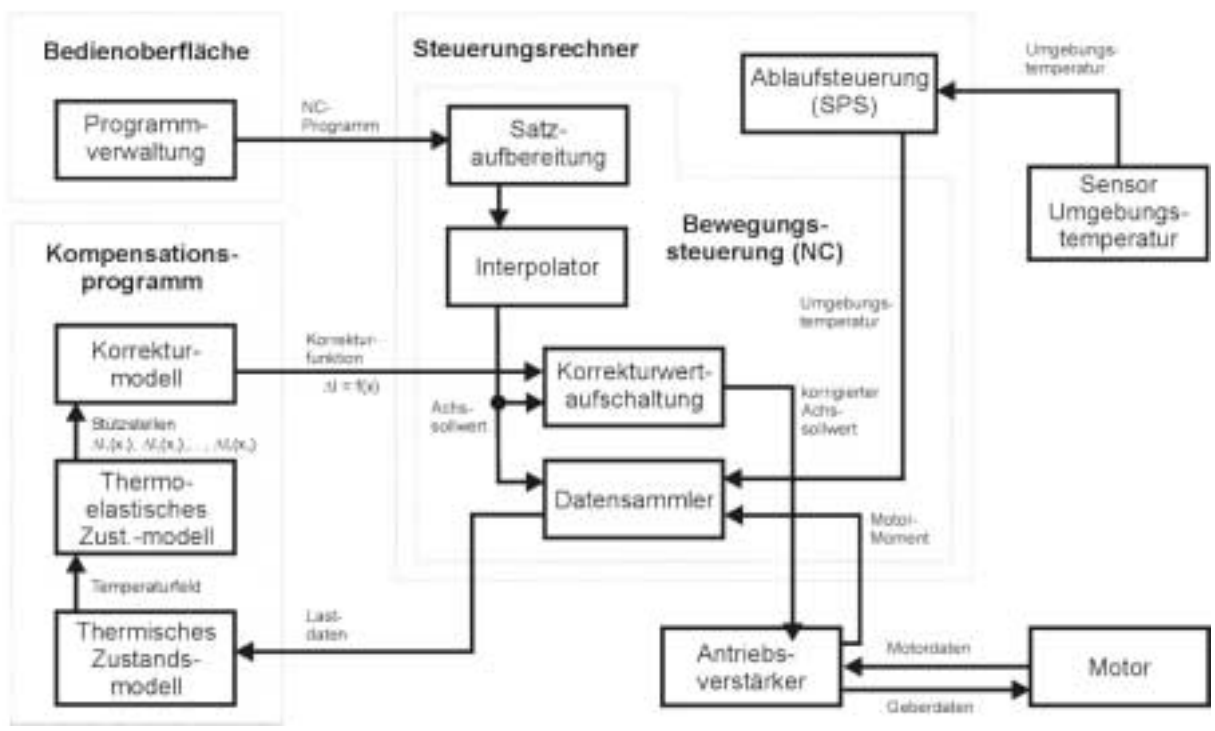 Bedienoberfläche
Programm-
verwaltung
NC-
Programm
Steuerungsrechner
Satz-
aufbereitung
Interpolator
Bewegungs-
steuerung (NC)
Ablaufsteuerung
(SPS)
Umgebungs-
temperatur
Sensor
Umgebungs-
temperatur
Umgebungs-
temperatur
Kompensations-
programm
Korrektur-
modell
Korrektur-
funktion
Δl = f(x)
Stützstellen
Thermo-
elastisches
Zust.-modell
Temperaturfeld
Thermisches
Zustands-
modell
Achs-
sollwert
Korrekturwert-
aufschaltung
korrigierter
Achs-
sollwert
Datensammler
Motor-
Moment
Last-
daten
Antriebs-
verstärker
Motordaten
Geberdaten
Motor